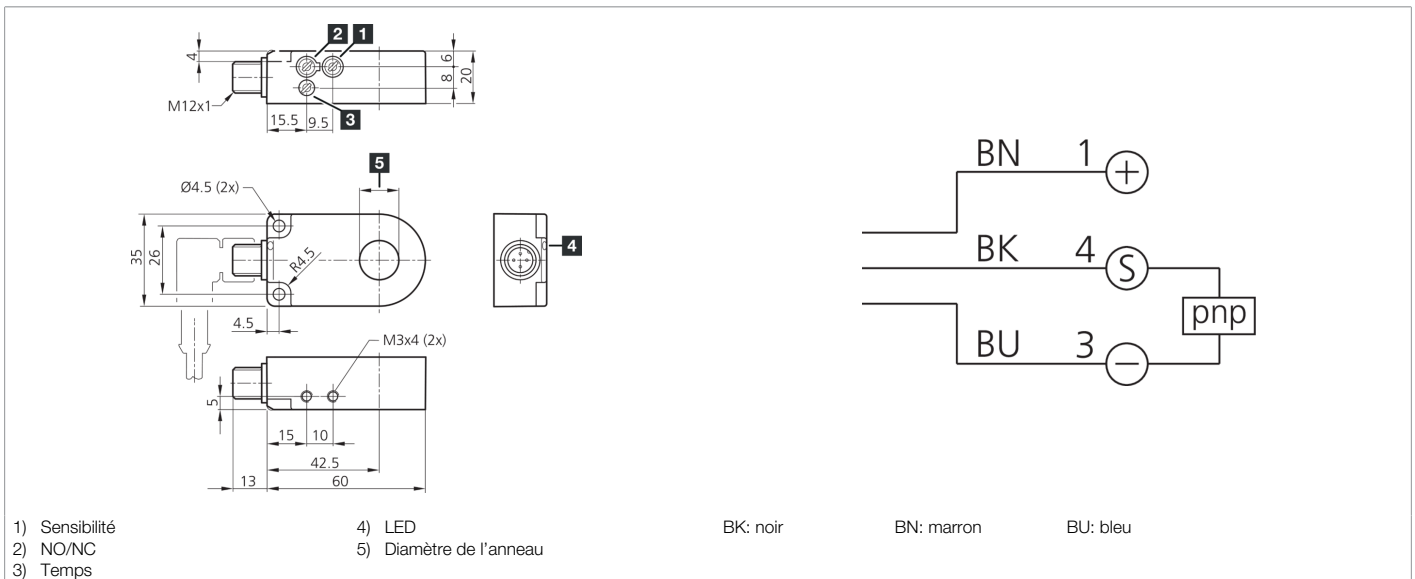 2 1
4
6
8
20
M12x1
15.5 9.5
3
5
Ø4.5 (2x)
35
26
R4.5
4
4.5
M3x4 (2x)
5
15 10
42.5
13 60
BN 1
BK 4 S
pnp
BU 3
1) Sensibilité
2) NO/NC
3) Temps
4) LED
5) Diamètre de l'anneau
BK: noir BN: marron BU: bleu